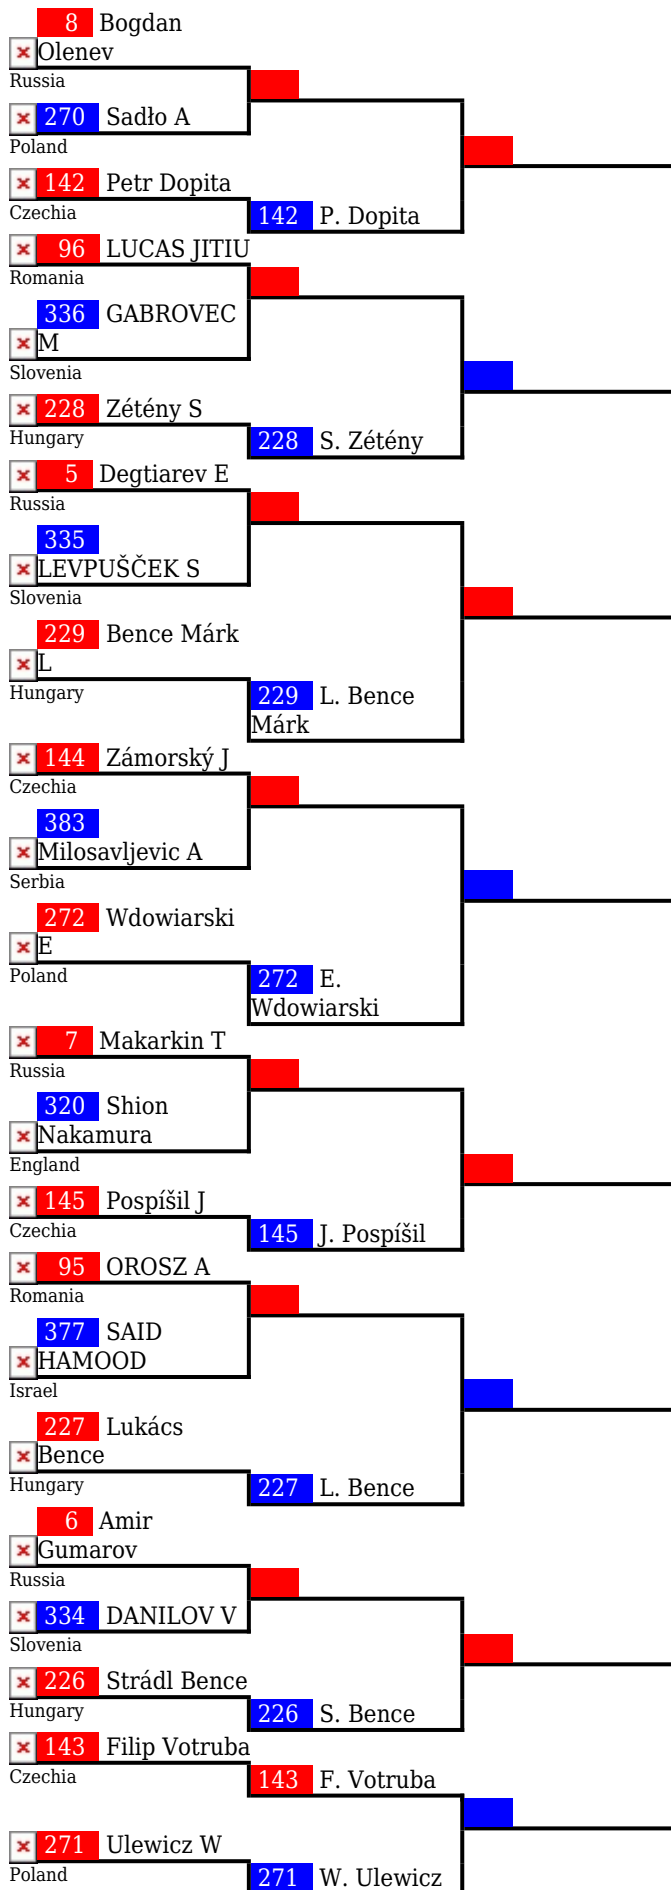 8 Bogdan
Olenev
Russia
270 Sadło A
Poland
142 Petr Dopita
Czechia
142 P. Dopita
96 LUCAS JITIU
Romania
336 GABROVEC
M
Slovenia
228 Zétény S
Hungary
228 S. Zétény
5 Degtiarev E
Russia
335
LEVPUŠČEK S
Slovenia
229 Bence Márk
L
Hungary
229 L. Bence
Márk
144 Zámorský J
Czechia
383
Milosavljevic A
Serbia
272 Wdowiarski
E
Poland
272 E.
Wdowiarski
7 Makarkin T
Russia
320 Shion
Nakamura
England
145 Pospíšil J
Czechia
145 J. Pospíšil
95 OROSZ A
Romania
377 SAID
HAMOOD
Israel
227 Lukács
Bence
Hungary
227 L. Bence
6 Amir
Gumarov
Russia
334 DANILOV V
Slovenia
226 Strádl Bence
Hungary
226 S. Bence
143 Filip Votruba
Czechia
143 F. Votruba
271 Ulewicz W
Poland
271 W. Ulewicz